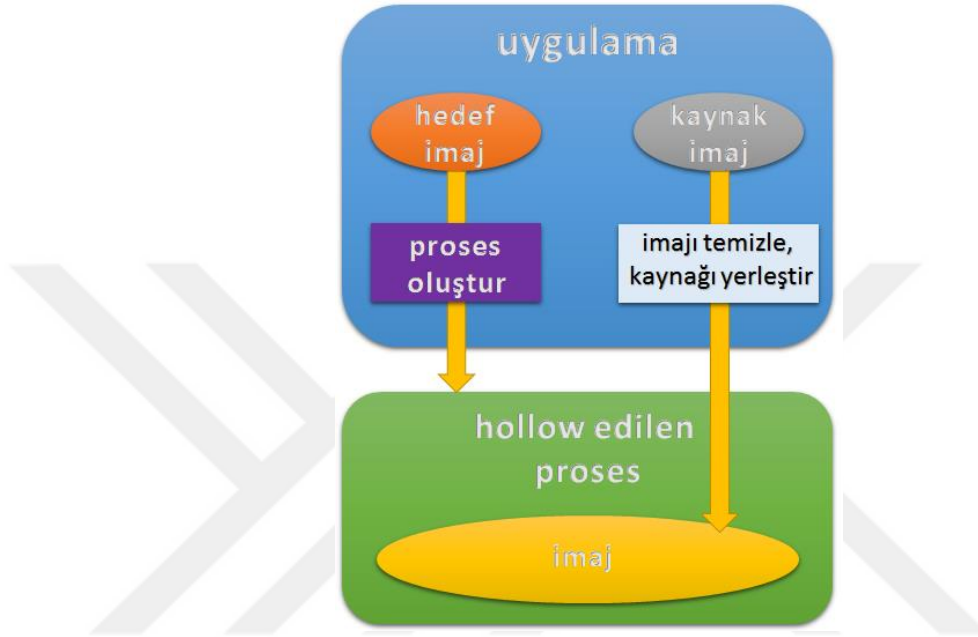 uygulama
hedef
imaj
kaynak
imaj
proses
oluştur
imajı temizle,
kaynağı yerleştir
hollow edilen
proses
imaj